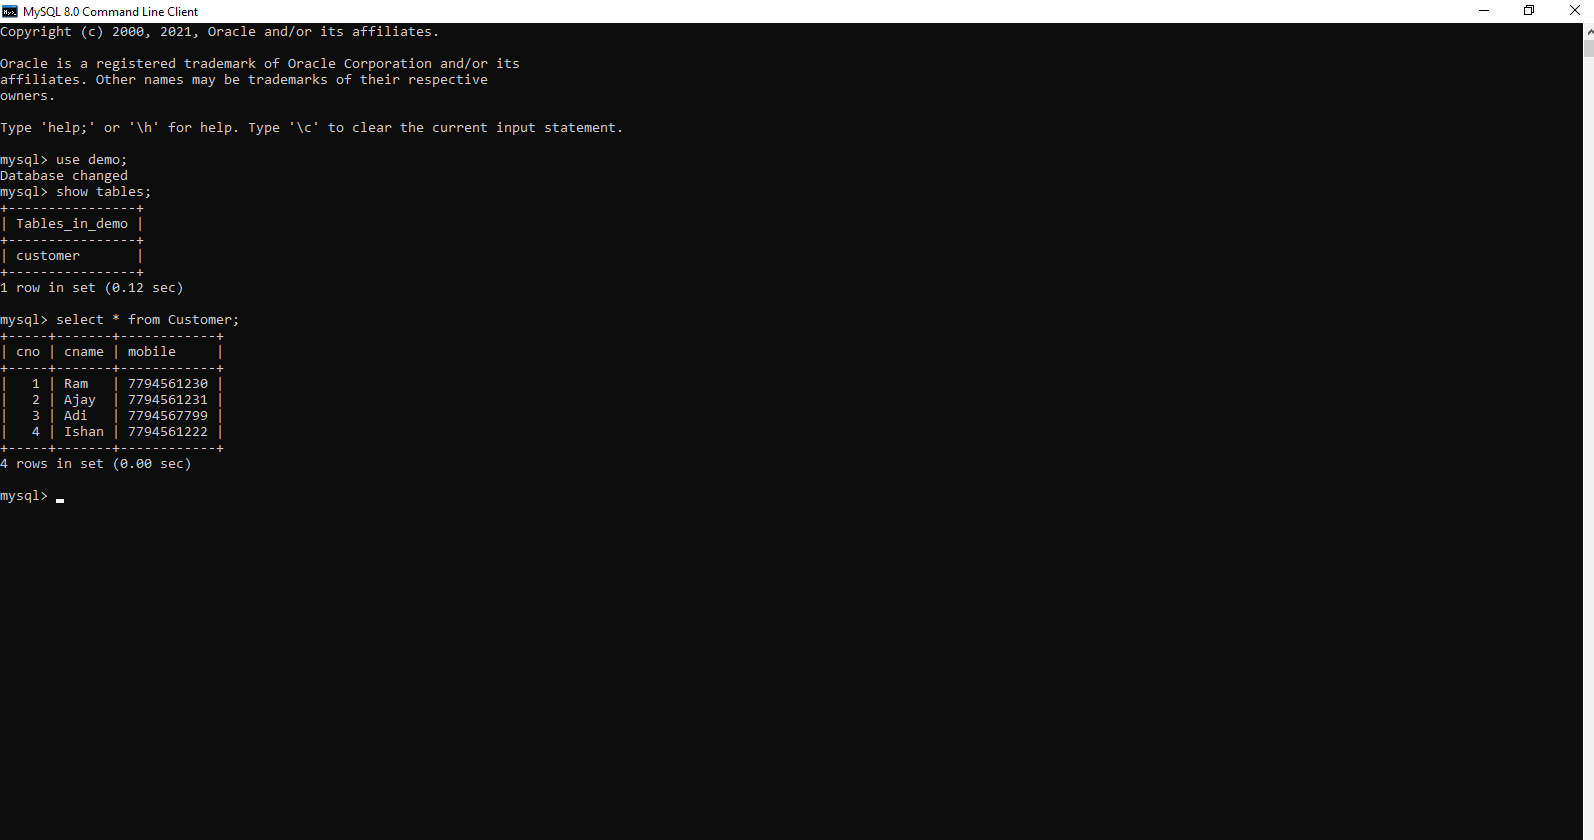 MySQL 8.0 Command Line Client
Copyright (c) 2000, 2021, Oracle and/or its affiliates.
Oracle is a registered trademark of Oracle Corporation and/or its
affiliates. Other names may be trademarks of their respective
owners.
Type 'help;' or '\h' for help. Type '\c' to clear the current input statement.
mysql> use demo;
Database changed
mysql> show tables;
+----------------+
| Tables_in_demo |
+----------------+
| customer       |
+----------------+
1 row in set (0.12 sec)
mysql> select * from Customer;
+-----+-------+------------+
| cno | cname | mobile     |
+-----+-------+------------+
|   1 | Ram   | 7794561230 |
|   2 | Ajay  | 7794561231 |
|   3 | Adi   | 7794567799 |
|   4 | Ishan | 7794561222 |
+-----+-------+------------+
4 rows in set (0.00 sec)
mysql> _